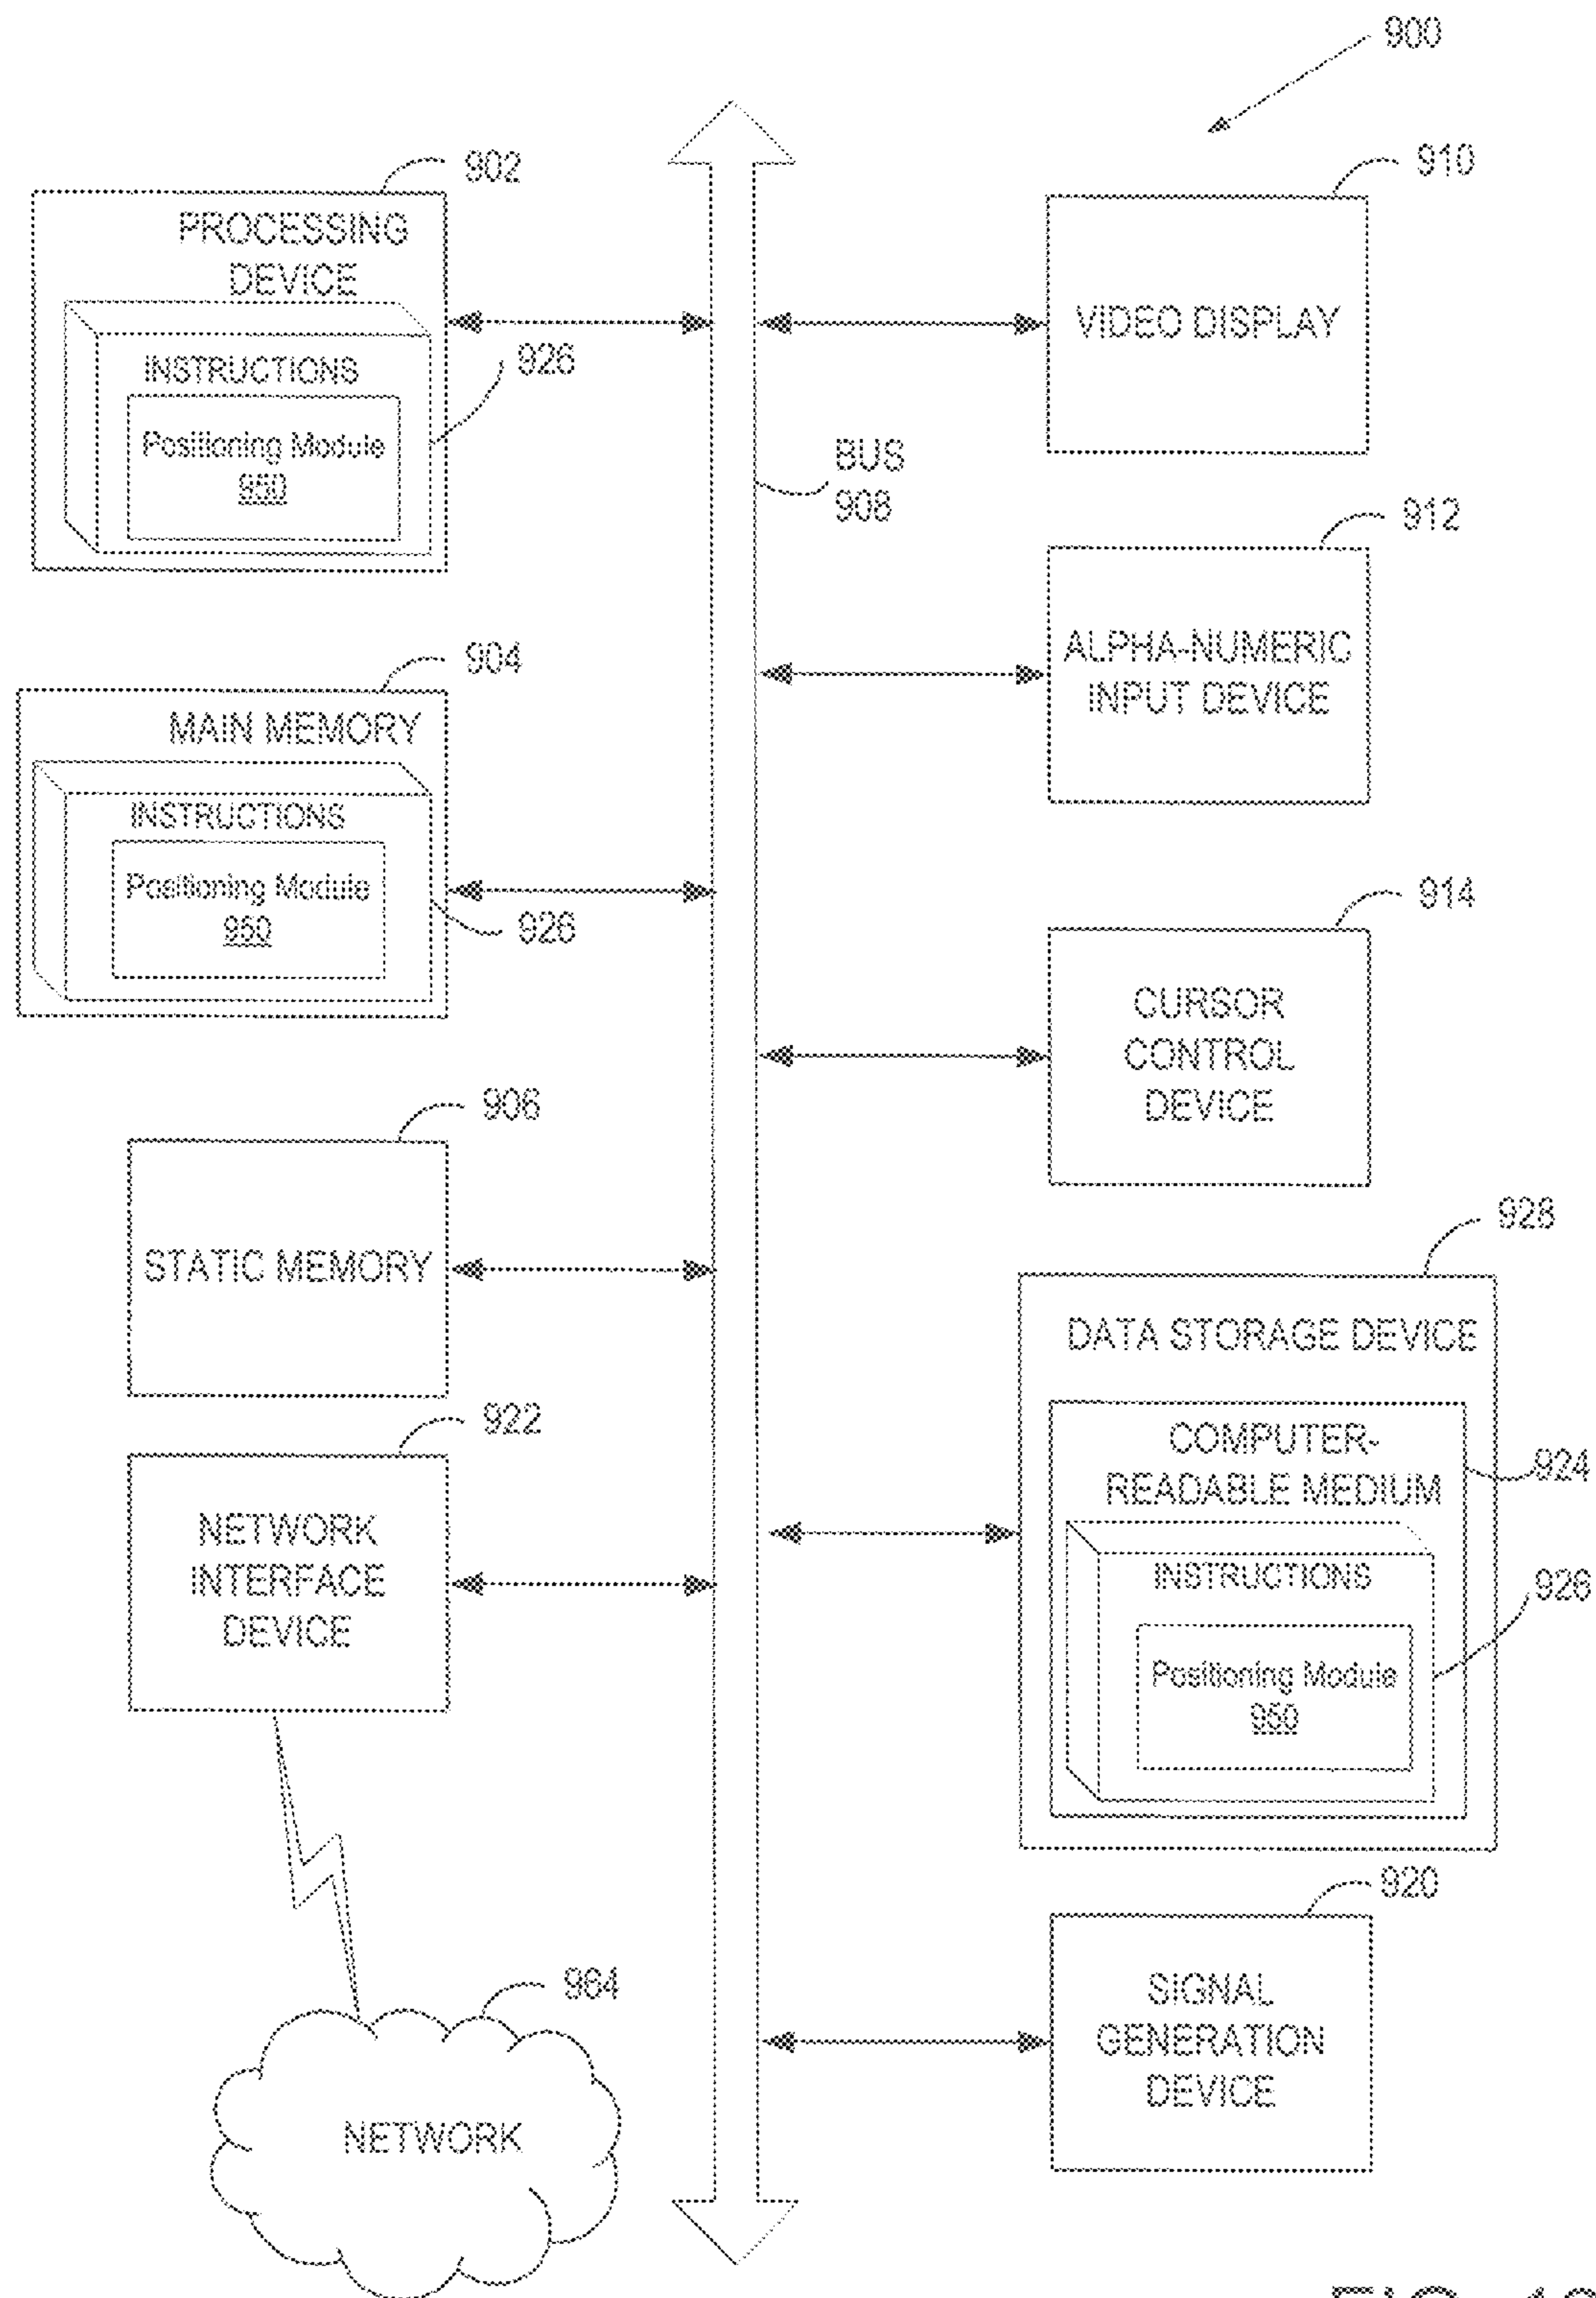 900
902
PROCESSING
DEVICE
INSTRUCTIONS
Positioning Module
950
926
910
VIDEO DISPLAY
BUS
908
912
ALPHA-NUMERIC
INPUT DEVICE
904
MAIN MEMORY
INSTRUCTIONS
Positioning Module
950
926
914
CURSOR
CONTROL
DEVICE
906
STATIC MEMORY
928
DATA STORAGE DEVICE
COMPUTER-
READABLE MEDIUM
924
INSTRUCTIONS
926
Positioning Module
950
922
NETWORK
INTERFACE
DEVICE
920
SIGNAL
GENERATION
DEVICE
964
NETWORK